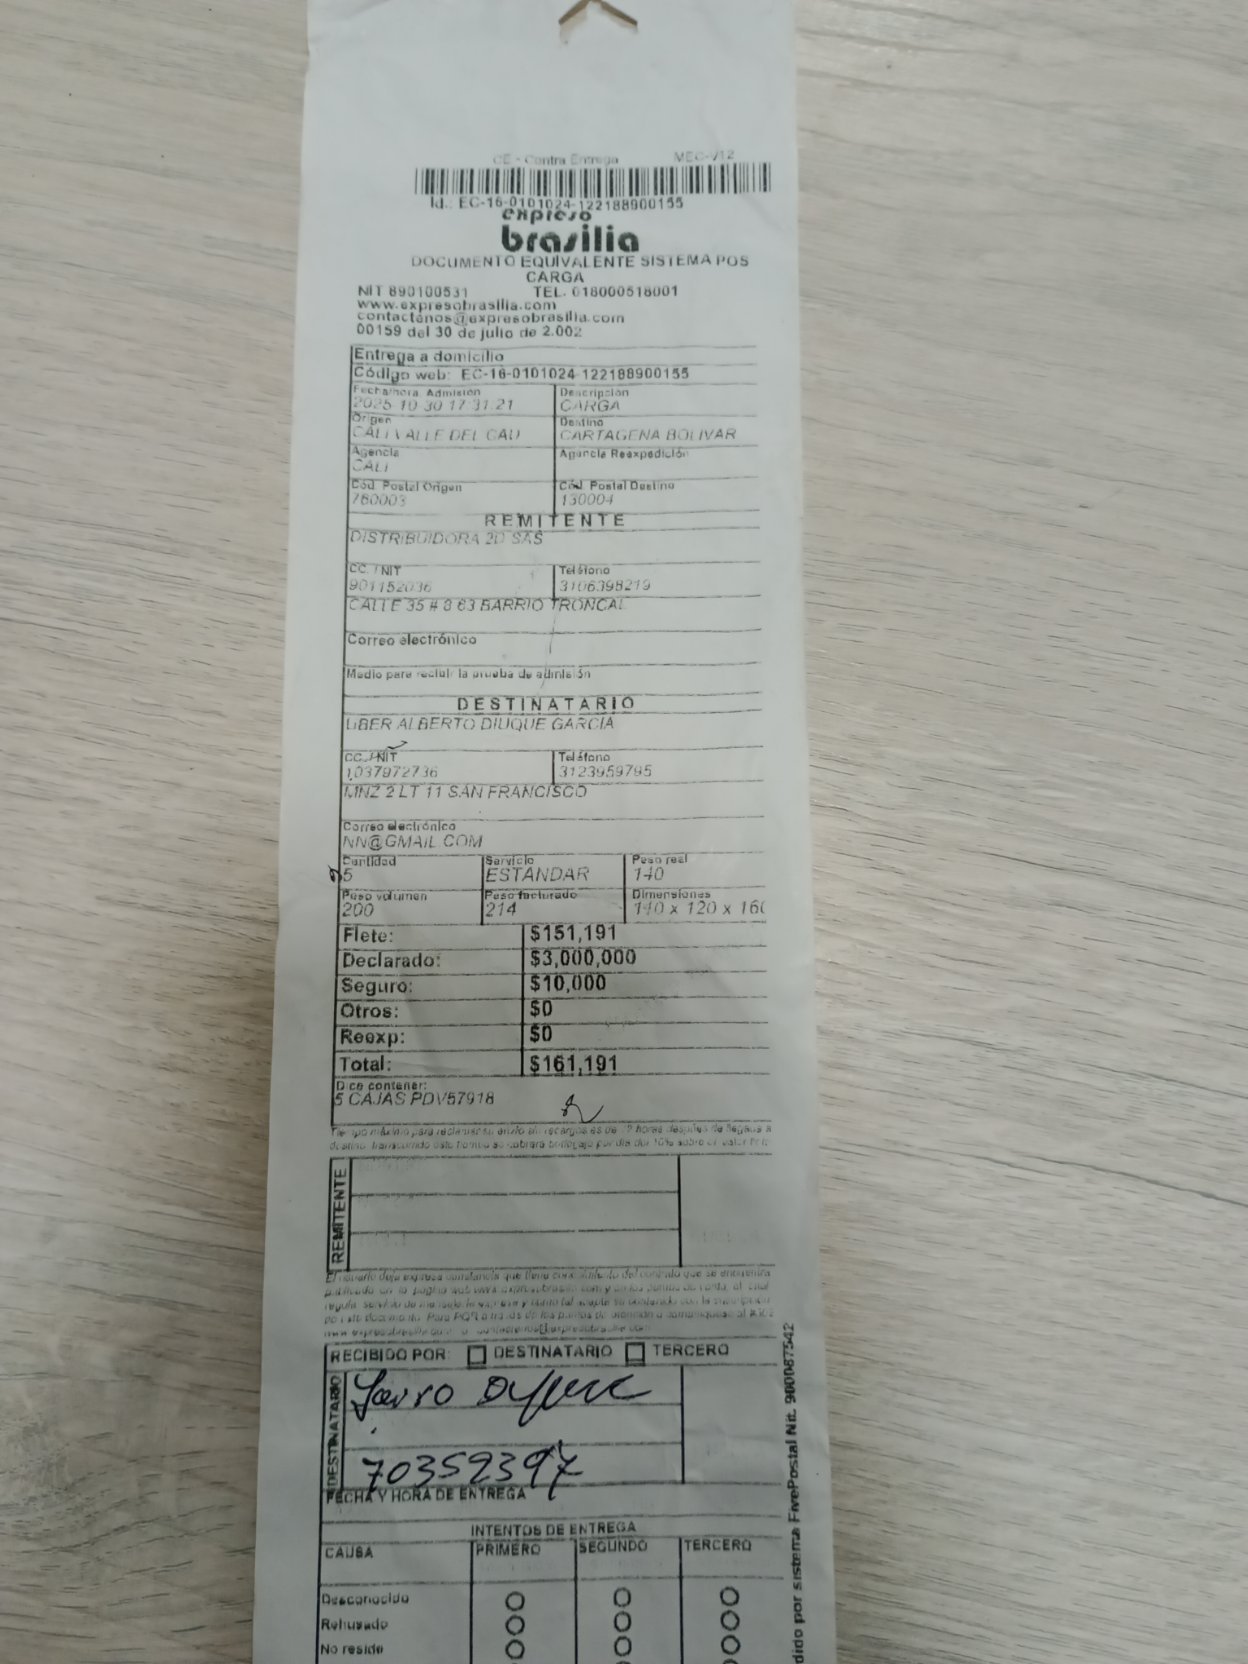 CE - Contra Entrega MEC-V12
Id.: EC-16-0101024-122188900155
expreso
brasilia
DOCUMENTO EQUIVALENTE SISTEMA POS
CARGA
NIT 890100531 TEL. 018000518001
www.expresobrasilia.com
contactenos@expresobrasilia.com
00159 del 30 de julio de 2.002
Entrega a domicilio
Código web: EC-16-0101024-122188900155
Fecha/hora Admisión Descripción
2025-10-30 17:31:21 CARGA
Origen Destino
CALI VALLE DEL CAU CARTAGENA BOLIVAR
Agencia Agencia Reexpedición
CALI
Cód. Postal Origen Cód. Postal Destino
760003 130004
REMITENTE
DISTRIBUIDORA 2D SAS
CC. / NIT Teléfono
901152036 3106398219
CALLE 35 # 8 63 BARRIO TRONCAL
Correo electrónico
Medio para recibir la prueba de admisión
DESTINATARIO
UBER ALBERTO DIUQUE GARCIA
CC. / NIT Teléfono
1037972736 3123959795
MNZ 2 LT 11 SAN FRANCISCO
Correo electrónico
NN@GMAIL.COM
Cantidad Servicio Peso real
5 ESTANDAR 140
Peso volumen Peso facturado Dimensiones
200 214 140 x 120 x 160
Flete: $151,191
Declarado: $3,000,000
Seguro: $10,000
Otros: $0
Reexp: $0
Total: $161,191
Dice contener:
5 CAJAS PDV57918
REMITENTE
RECIBIDO POR: DESTINATARIO TERCERO
DESTINATARIO
70352397
FECHA Y HORA DE ENTREGA
INTENTOS DE ENTREGA
CAUSA PRIMERO SEGUNDO TERCERO
Desconocido
Rehusado
No reside
dido por sistema FivePostal Nit. 900087542